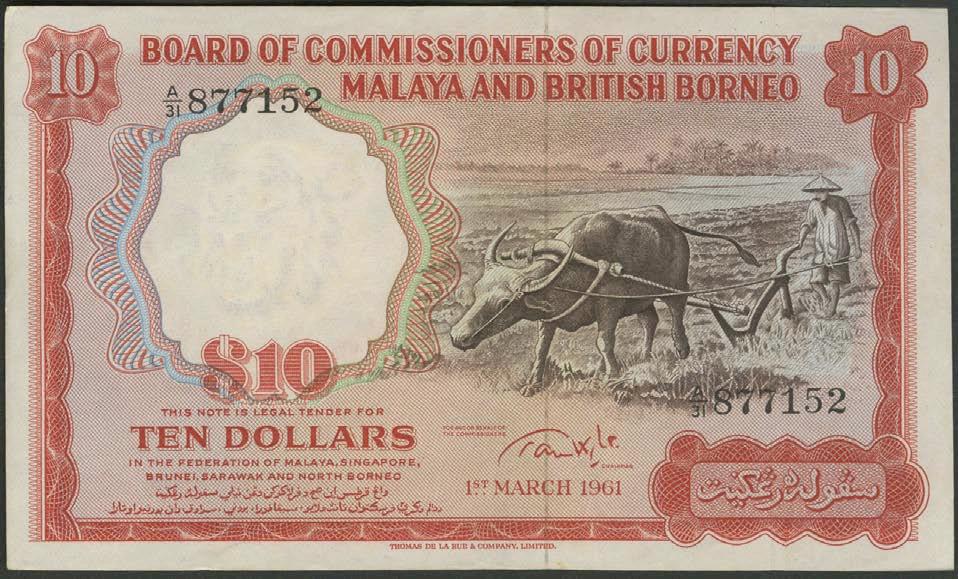 10
BOARD OF COMMISSIONERS OF CURRENCY
MALAYA AND BRITISH BORNEO
10
A/31 877152
$10
A/31 877152
THIS NOTE IS LEGAL TENDER FOR
TEN DOLLARS
IN THE FEDERATION OF MALAYA, SINGAPORE,
BRUNEI, SARAWAK AND NORTH BORNEO
FOR AND ON BEHALF OF
THE COMMISSIONERS
CHAIRMAN
1ST MARCH 1961
سڤوله رڠݢيت
THOMAS DE LA RUE & COMPANY, LIMITED.